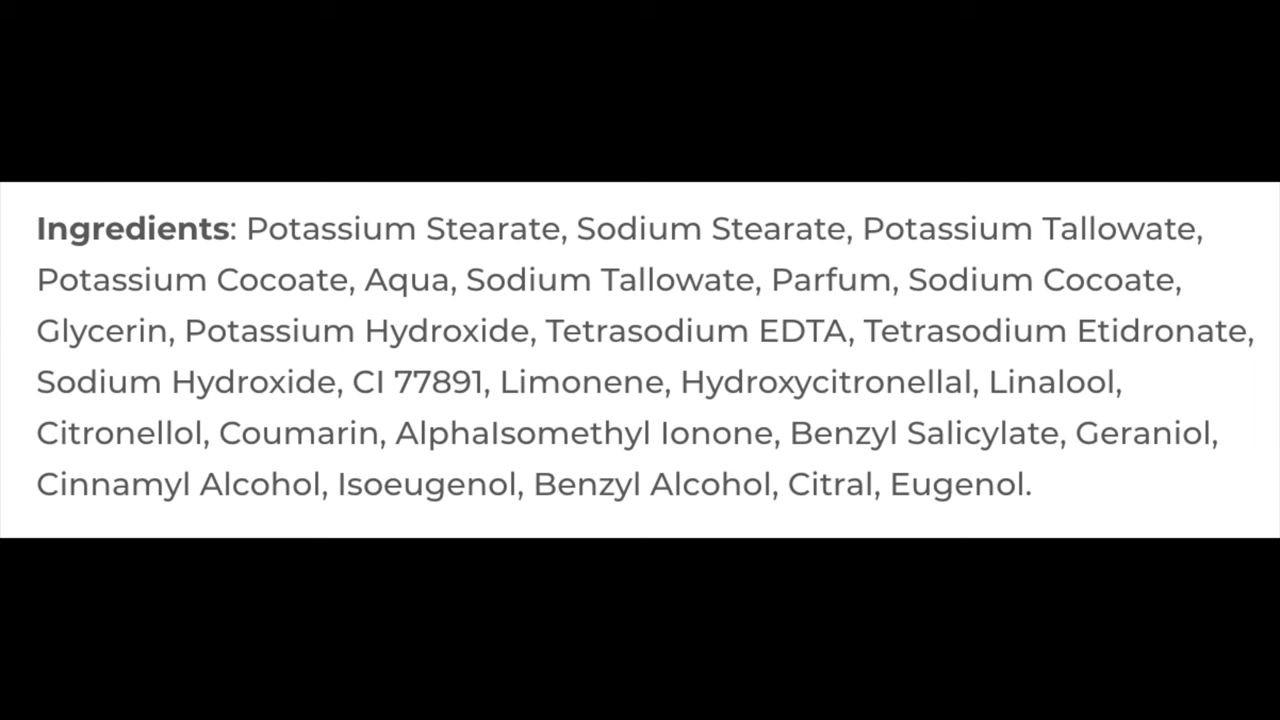 Ingredients: Potassium Stearate, Sodium Stearate, Potassium Tallowate,
Potassium Cocoate, Aqua, Sodium Tallowate, Parfum, Sodium Cocoate,
Glycerin, Potassium Hydroxide, Tetrasodium EDTA, Tetrasodium Etidronate,
Sodium Hydroxide, CI 77891, Limonene, Hydroxycitronellal, Linalool,
Citronellol, Coumarin, AlphaIsomethyl Ionone, Benzyl Salicylate, Geraniol,
Cinnamyl Alcohol, Isoeugenol, Benzyl Alcohol, Citral, Eugenol.